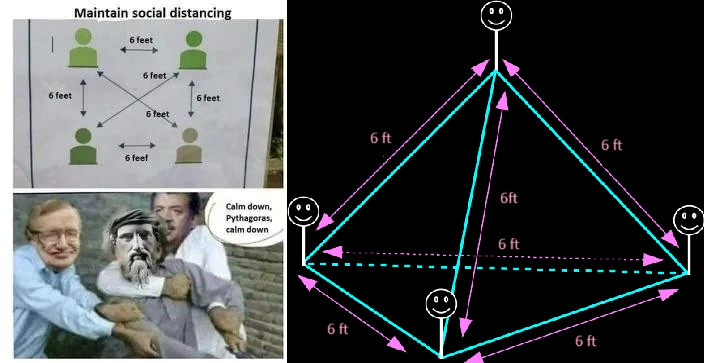 Maintain social distancing
6 feet
6 feet
6 feet
6 feet
6 feet
6 feef
Calm down,
Pythagoras,
calm down
6 ft
6 ft
6ft
6 ft
6 ft
6 ft